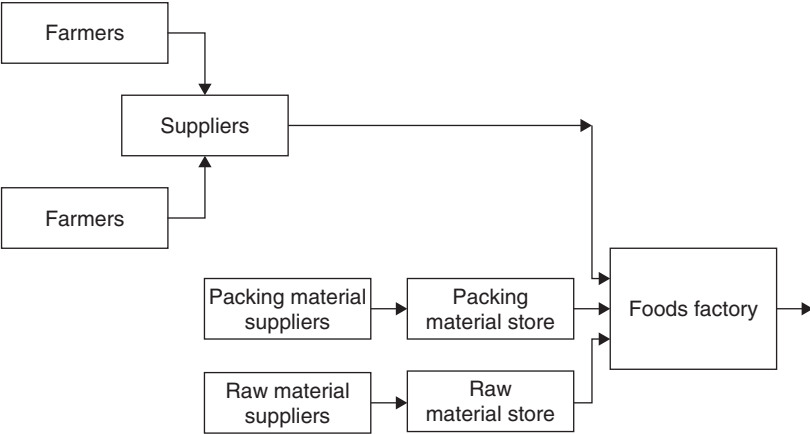 Farmers
Suppliers
Farmers
Packing material
suppliers
Packing
material store
Foods factory
Raw material
suppliers
Raw
material store